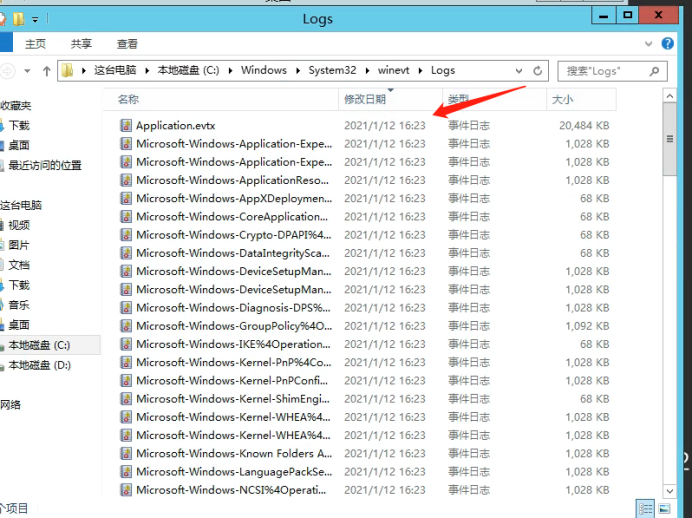 Logs
主页 共享 查看
这台电脑 本地磁盘 (C:) Windows System32 winevt Logs 搜索"Logs"
收藏夹
下载
桌面
最近访问的位置
这台电脑
视频
图片
文档
下载
音乐
桌面
本地磁盘 (C:)
本地磁盘 (D:)
网络
名称 修改日期 类型 大小
Application.evtx 2021/1/12 16:23 事件日志 20,484 KB
Microsoft-Windows-Application-Expe... 2021/1/12 16:23 事件日志 1,028 KB
Microsoft-Windows-Application-Expe... 2021/1/12 16:23 事件日志 1,028 KB
Microsoft-Windows-ApplicationReso... 2021/1/12 16:23 事件日志 1,028 KB
Microsoft-Windows-AppXDeploymen... 2021/1/12 16:23 事件日志 68 KB
Microsoft-Windows-CoreApplication... 2021/1/12 16:23 事件日志 68 KB
Microsoft-Windows-Crypto-DPAPI%4... 2021/1/12 16:23 事件日志 68 KB
Microsoft-Windows-DataIntegritySca... 2021/1/12 16:23 事件日志 68 KB
Microsoft-Windows-DeviceSetupMan... 2021/1/12 16:23 事件日志 1,028 KB
Microsoft-Windows-DeviceSetupMan... 2021/1/12 16:23 事件日志 1,028 KB
Microsoft-Windows-Diagnosis-DPS%... 2021/1/12 16:23 事件日志 1,028 KB
Microsoft-Windows-GroupPolicy%4O... 2021/1/12 16:23 事件日志 1,092 KB
Microsoft-Windows-IKE%4Operation... 2021/1/12 16:23 事件日志 68 KB
Microsoft-Windows-Kernel-PnP%4Co... 2021/1/12 16:23 事件日志 1,028 KB
Microsoft-Windows-Kernel-PnPConfi... 2021/1/12 16:23 事件日志 1,028 KB
Microsoft-Windows-Kernel-ShimEngi... 2021/1/12 16:23 事件日志 68 KB
Microsoft-Windows-Kernel-WHEA%4... 2021/1/12 16:23 事件日志 1,028 KB
Microsoft-Windows-Kernel-WHEA%4... 2021/1/12 16:23 事件日志 1,028 KB
Microsoft-Windows-Known Folders A... 2021/1/12 16:23 事件日志 1,028 KB
Microsoft-Windows-LanguagePackSe... 2021/1/12 16:23 事件日志 1,028 KB
Microsoft-Windows-NCSI%4Operati... 2021/1/12 16:23 事件日志 1,028 KB
个项目